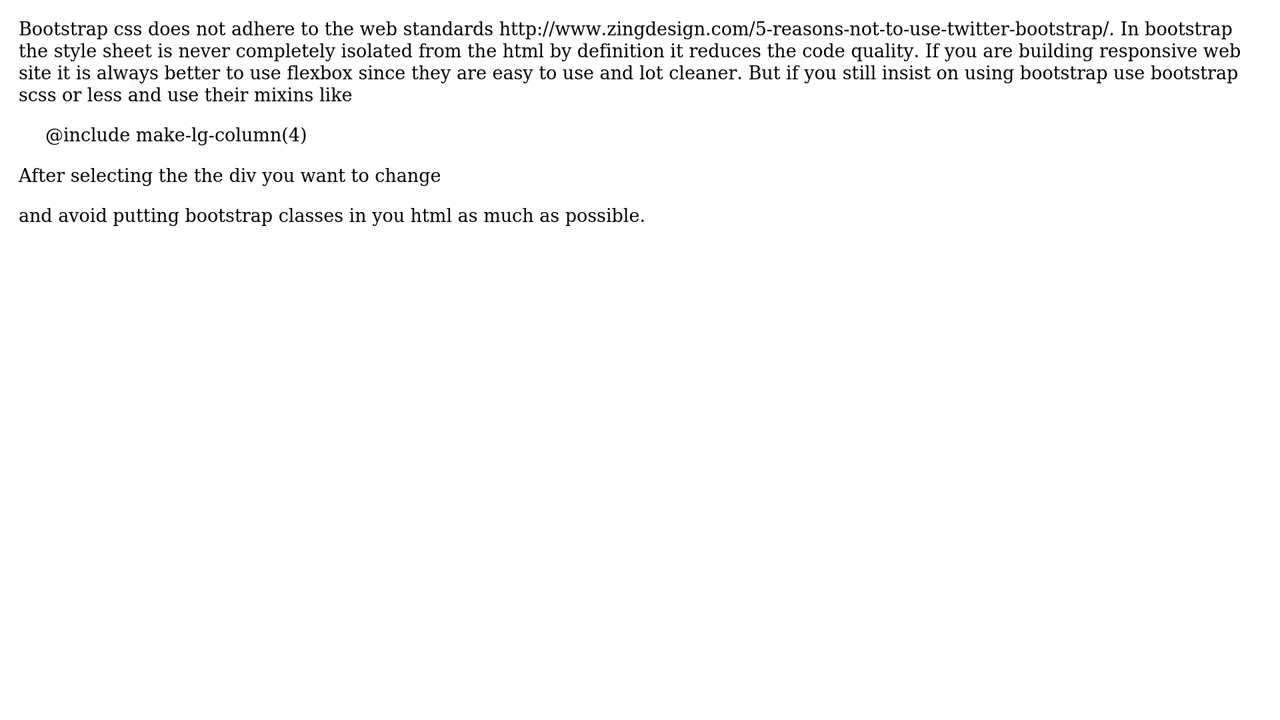 Bootstrap css does not adhere to the web standards http://www.zingdesign.com/5-reasons-not-to-use-twitter-bootstrap/. In bootstrap
the style sheet is never completely isolated from the html by definition it reduces the code quality. If you are building responsive web
site it is always better to use flexbox since they are easy to use and lot cleaner. But if you still insist on using bootstrap use bootstrap
scss or less and use their mixins like
@include make-lg-column(4)
After selecting the the div you want to change
and avoid putting bootstrap classes in you html as much as possible.